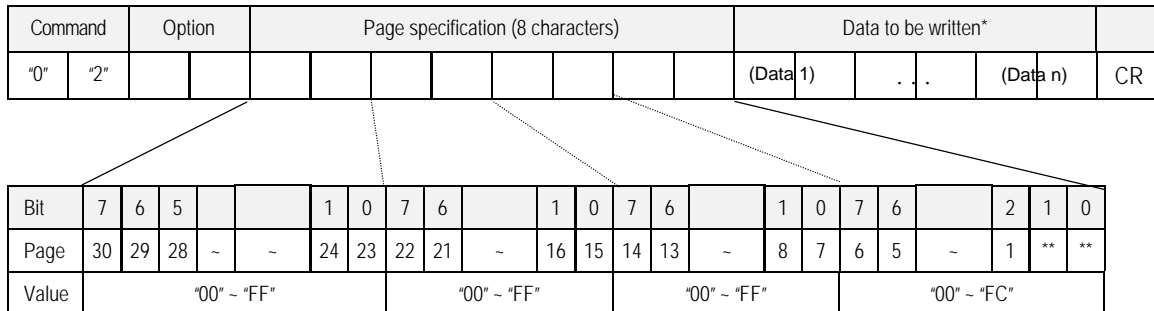 Command Option Page specification (8 characters) Data to be written*
"0" "2" (Data 1) . . . (Data n) CR
Bit 7 6 5 1 0 7 6 1 0 7 6 1 0 7 6 2 1 0
Page 30 29 28 ~ ~ 24 23 22 21 ~ 16 15 14 13 ~ 8 7 6 5 ~ 1 ** **
Value "00" ~ "FF" "00" ~ "FF" "00" ~ "FF" "00" ~ "FC"